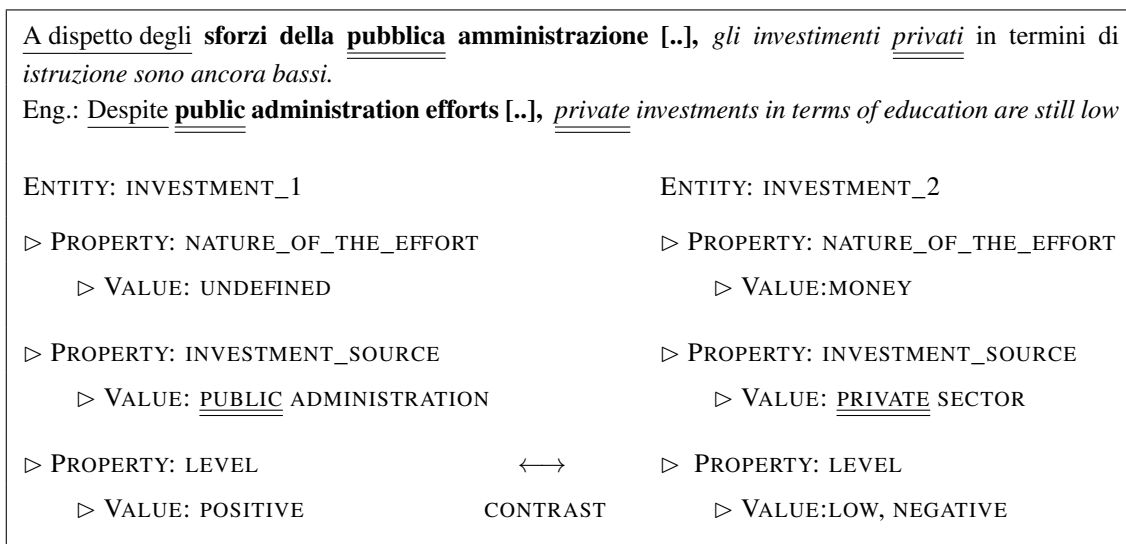 A dispetto degli sforzi della pubblica amministrazione [..], gli investimenti privati in termini di
istruzione sono ancora bassi.
Eng.: Despite public administration efforts [..], private investments in terms of education are still low
ENTITY: INVESTMENT_1 ENTITY: INVESTMENT_2
▷ PROPERTY: NATURE_OF_THE_EFFORT ▷ PROPERTY: NATURE_OF_THE_EFFORT
▷ VALUE: UNDEFINED ▷ VALUE:MONEY
▷ PROPERTY: INVESTMENT_SOURCE ▷ PROPERTY: INVESTMENT_SOURCE
▷ VALUE: PUBLIC ADMINISTRATION ▷ VALUE: PRIVATE SECTOR
▷ PROPERTY: LEVEL ⟷ ▷ PROPERTY: LEVEL
▷ VALUE: POSITIVE CONTRAST ▷ VALUE:LOW, NEGATIVE